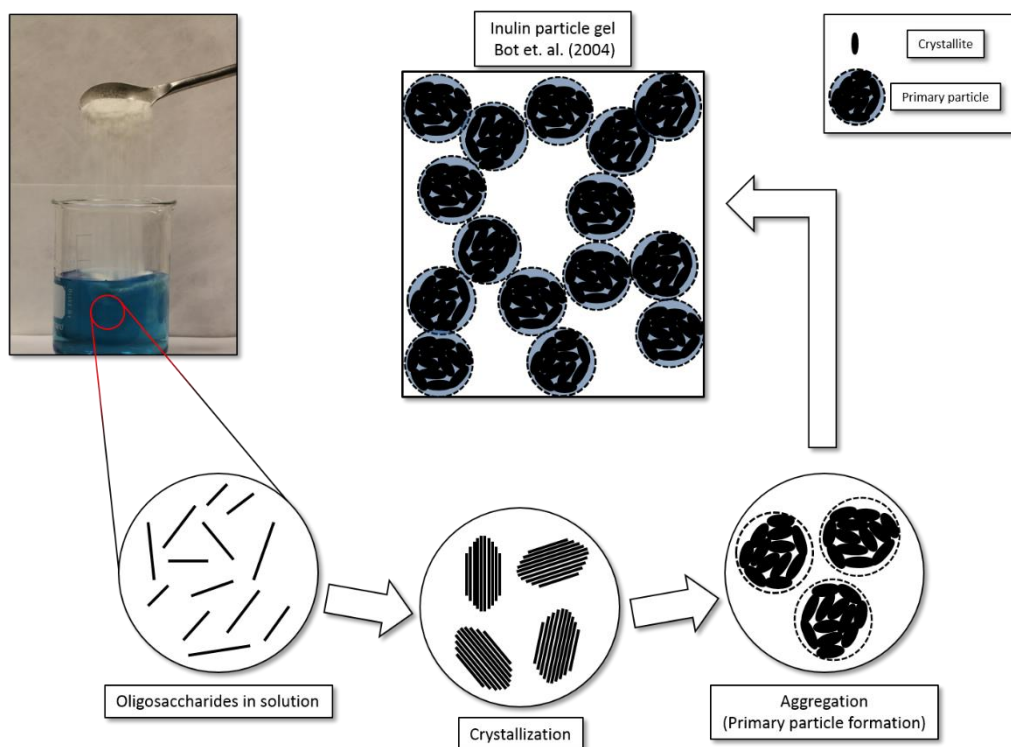 Inulin particle gel
Bot et. al. (2004)
Crystallite
Primary particle
Oligosaccharides in solution
Crystallization
Aggregation
(Primary particle formation)